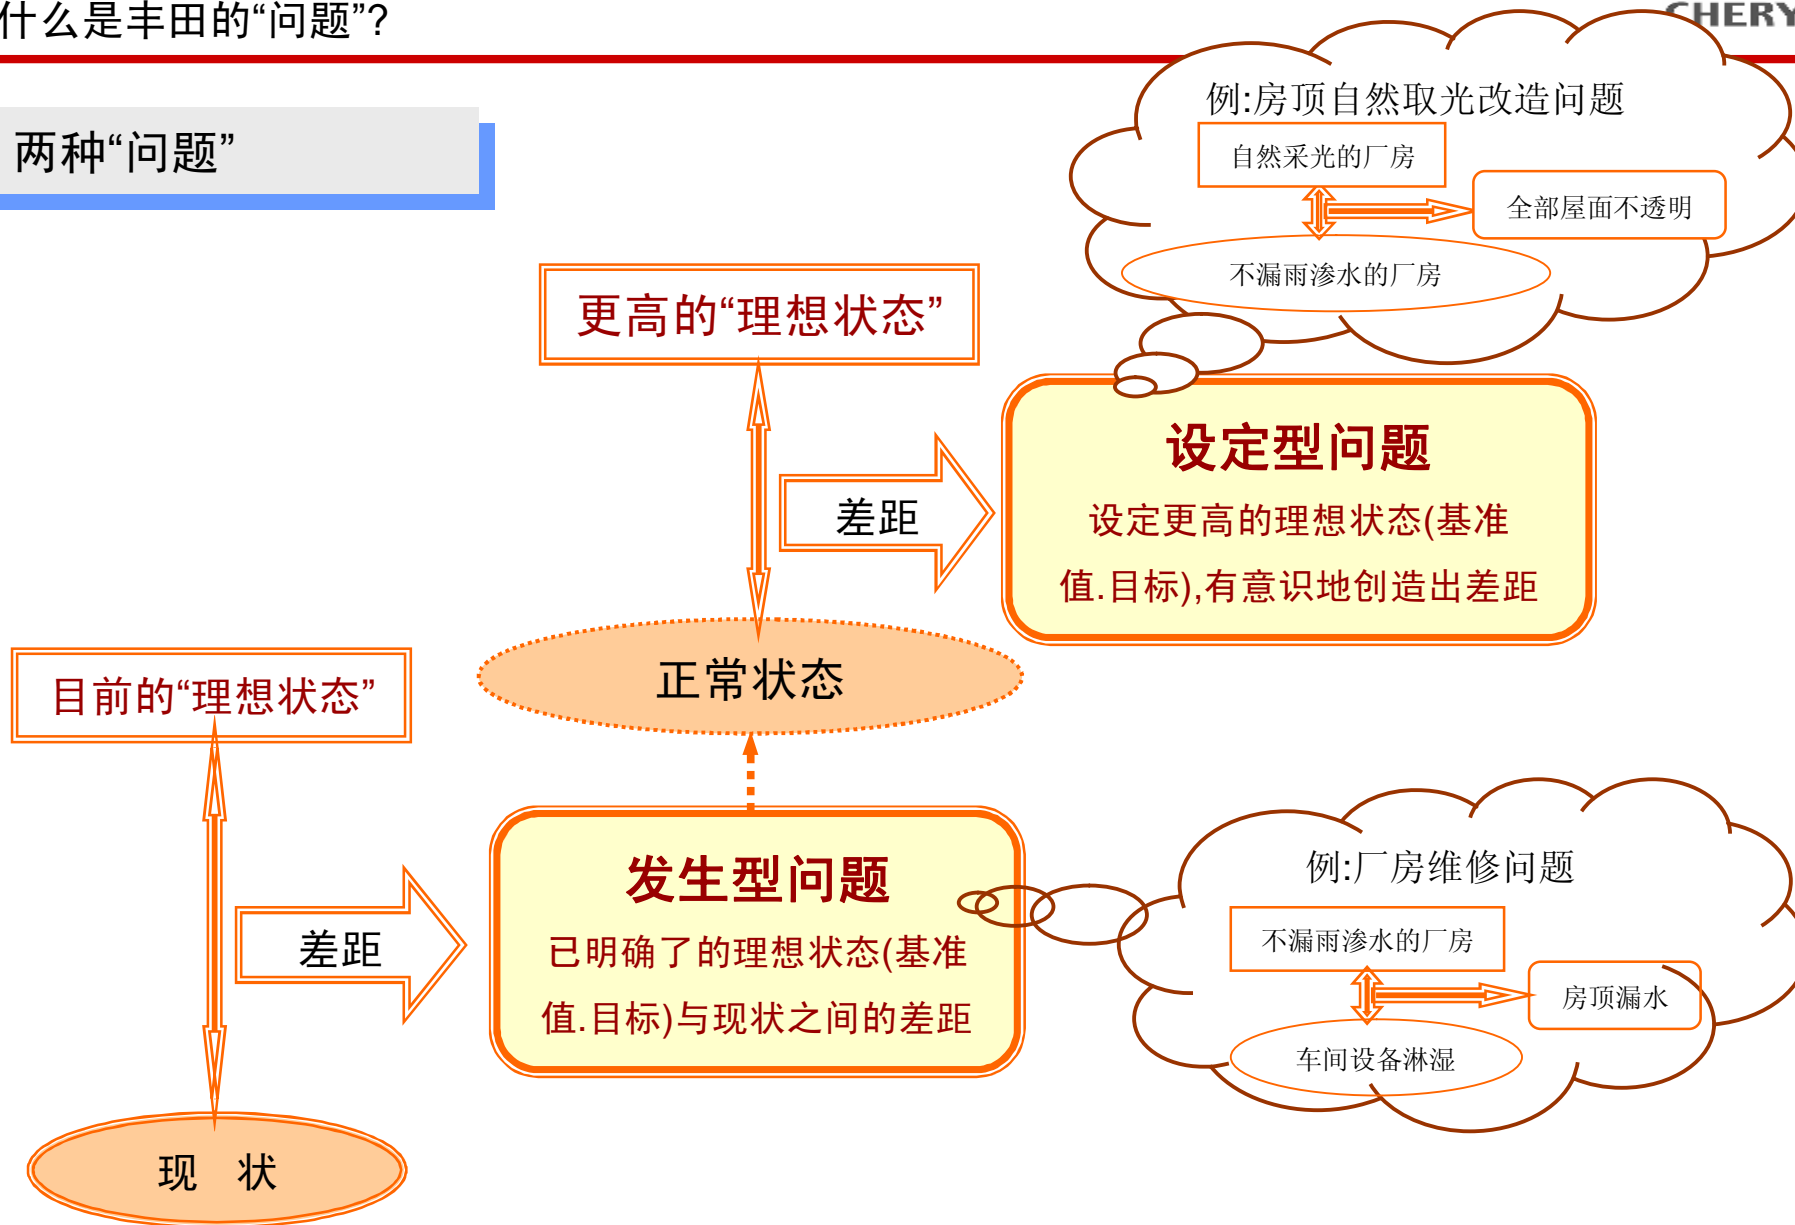 什么是丰田的“问题”?
CHERY
两种“问题”
例:房顶自然取光改造问题
自然采光的厂房
全部屋面不透明
不漏雨渗水的厂房
更高的“理想状态”
差距
设定型问题
设定更高的理想状态(基准
值.目标),有意识地创造出差距
正常状态
目前的“理想状态”
差距
发生型问题
已明确了的理想状态(基准
值.目标)与现状之间的差距
例:厂房维修问题
不漏雨渗水的厂房
房顶漏水
车间设备淋湿
现 状